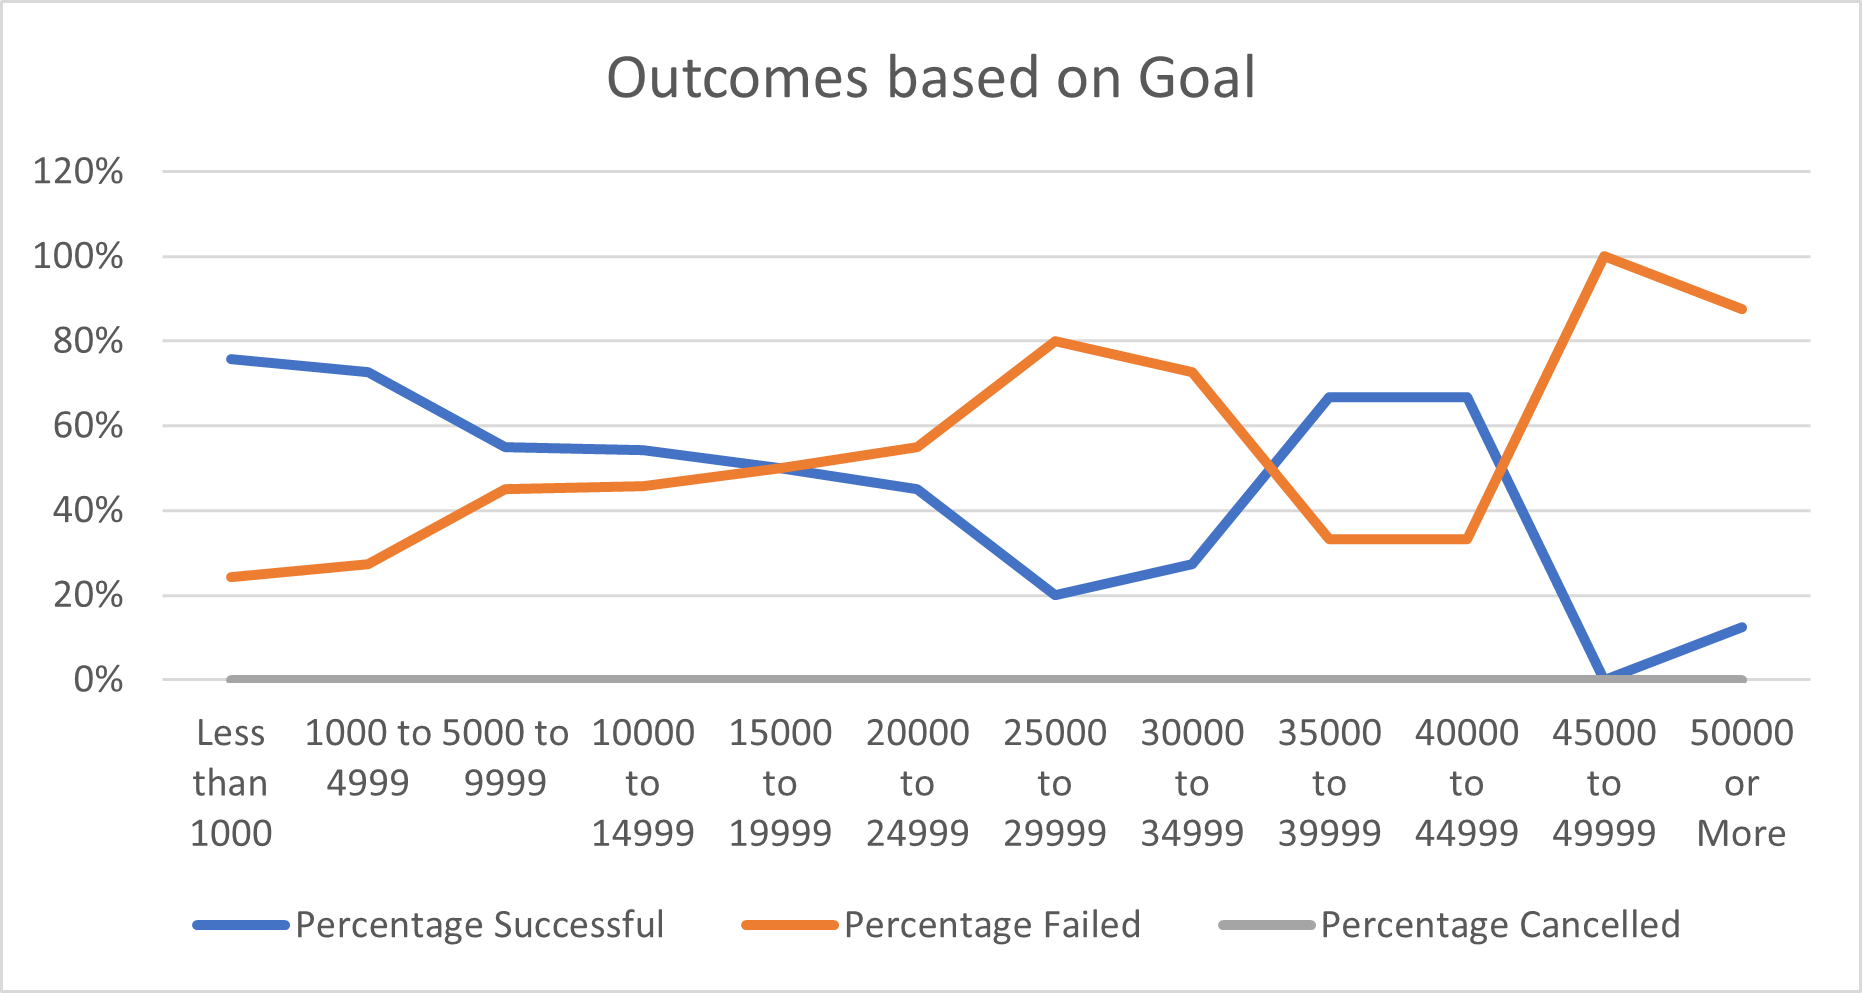 Outcomes based on Goal
120%
100%
80%
60%
40%
20%
0%
Less than 1000
1000 to 4999
5000 to 9999
10000 to 14999
15000 to 19999
20000 to 24999
25000 to 29999
30000 to 34999
35000 to 39999
40000 to 44999
45000 to 49999
50000 or More
Percentage Successful
Percentage Failed
Percentage Cancelled